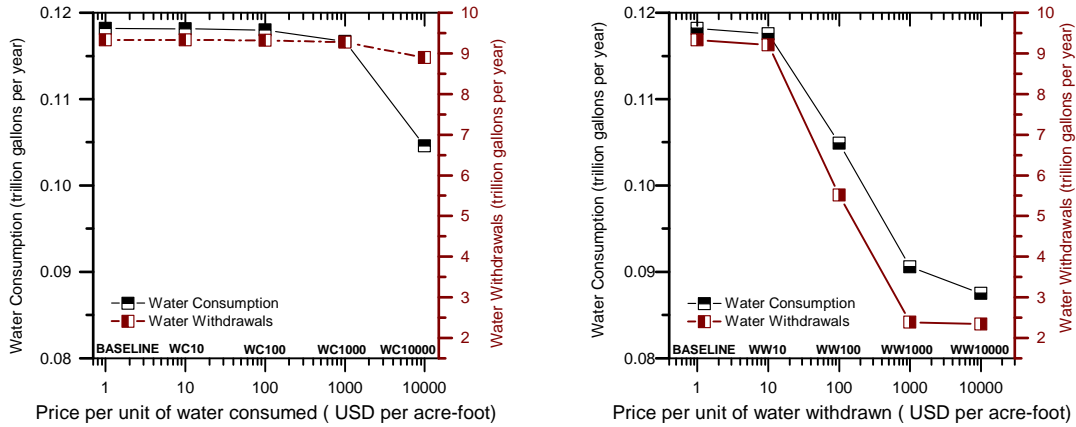 0.12
0.11
0.10
0.09
0.08
Water Consumption (trillion gallons per year)
10
9
8
7
6
5
4
3
2
Water Withdrawals (trillion gallons per year)
Water Consumption
Water Withdrawals
BASELINE WC10 WC100 WC1000 WC10000
1 10 100 1000 10000
Price per unit of water consumed ( USD per acre-foot)
0.12
0.11
0.10
0.09
0.08
Water Consumption (trillion gallons per year)
10
9
8
7
6
5
4
3
2
Water Withdrawals (trillion gallons per year)
Water Consumption
Water Withdrawals
BASELINE WW10 WW100 WW1000 WW10000
1 10 100 1000 10000
Price per unit of water withdrawn ( USD per acre-foot)